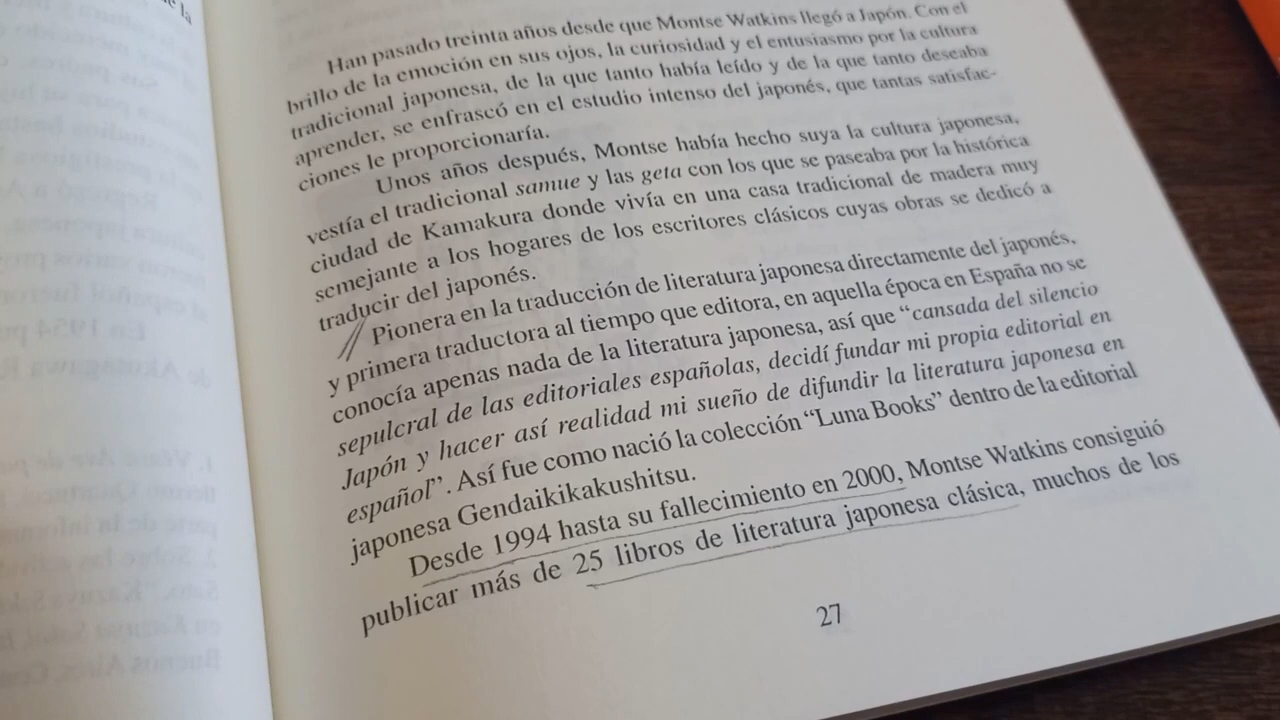 Han pasado treinta años desde que Montse Watkins llegó a Japón. Con el
brillo de la emoción en sus ojos, la curiosidad y el entusiasmo por la cultura
tradicional japonesa, de la que tanto había leído y de la que tanto deseaba
aprender, se enfrascó en el estudio intenso del japonés, que tantas satisfac-
ciones le proporcionaría.
Unos años después, Montse había hecho suya la cultura japonesa,
vestía el tradicional samue y las geta con los que se paseaba por la histórica
ciudad de Kamakura donde vivía en una casa tradicional de madera muy
semejante a los hogares de los escritores clásicos cuyas obras se dedicó a
traducir del japonés.
Pionera en la traducción de literatura japonesa directamente del japonés,
y primera traductora al tiempo que editora, en aquella época en España no se
conocía apenas nada de la literatura japonesa, así que “cansada del silencio
sepulcral de las editoriales españolas, decidí fundar mi propia editorial en
Japón y hacer así realidad mi sueño de difundir la literatura japonesa en
español”. Así fue como nació la colección “Luna Books” dentro de la editorial
japonesa Gendaikikakushitsu.
Desde 1994 hasta su fallecimiento en 2000, Montse Watkins consiguió
publicar más de 25 libros de literatura japonesa clásica, muchos de los
27